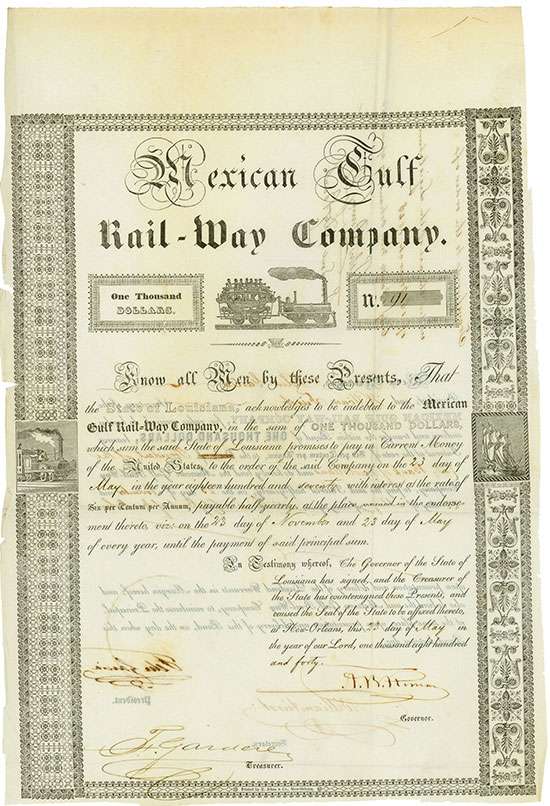 Mexican Gulf
Rail-Way Company.
One Thousand
DOLLARS.
No.
Know all Men by these Presents, That
the State of Louisiana, acknowledges to be indebted to the Mexican
Gulf Rail-Way Company, in the sum of ONE THOUSAND DOLLARS,
which sum the said State of Louisiana promises to pay in Current Money
of the United States, to the order of the said Company on the 23 day of
May in the year eighteen hundred and seventy with interest at the rate of
Six per Centum per Annum, payable half yearly, at the place named in the endorse-
ment thereto, viz: on the 23 day of November and 23 day of May
of every year, until the payment of said principal sum.
In Testimony whereof, The Governor of the State of
Louisiana has signed, and the Treasurer of
the State has countersigned these Presents, and
caused the Seal of the State to be affixed thereto,
at New-Orleans, this 23 day of May in
the year of our Lord, one thousand eight hundred
and forty.
A. B. Roman
Governor.
F. Gardere
Treasurer.